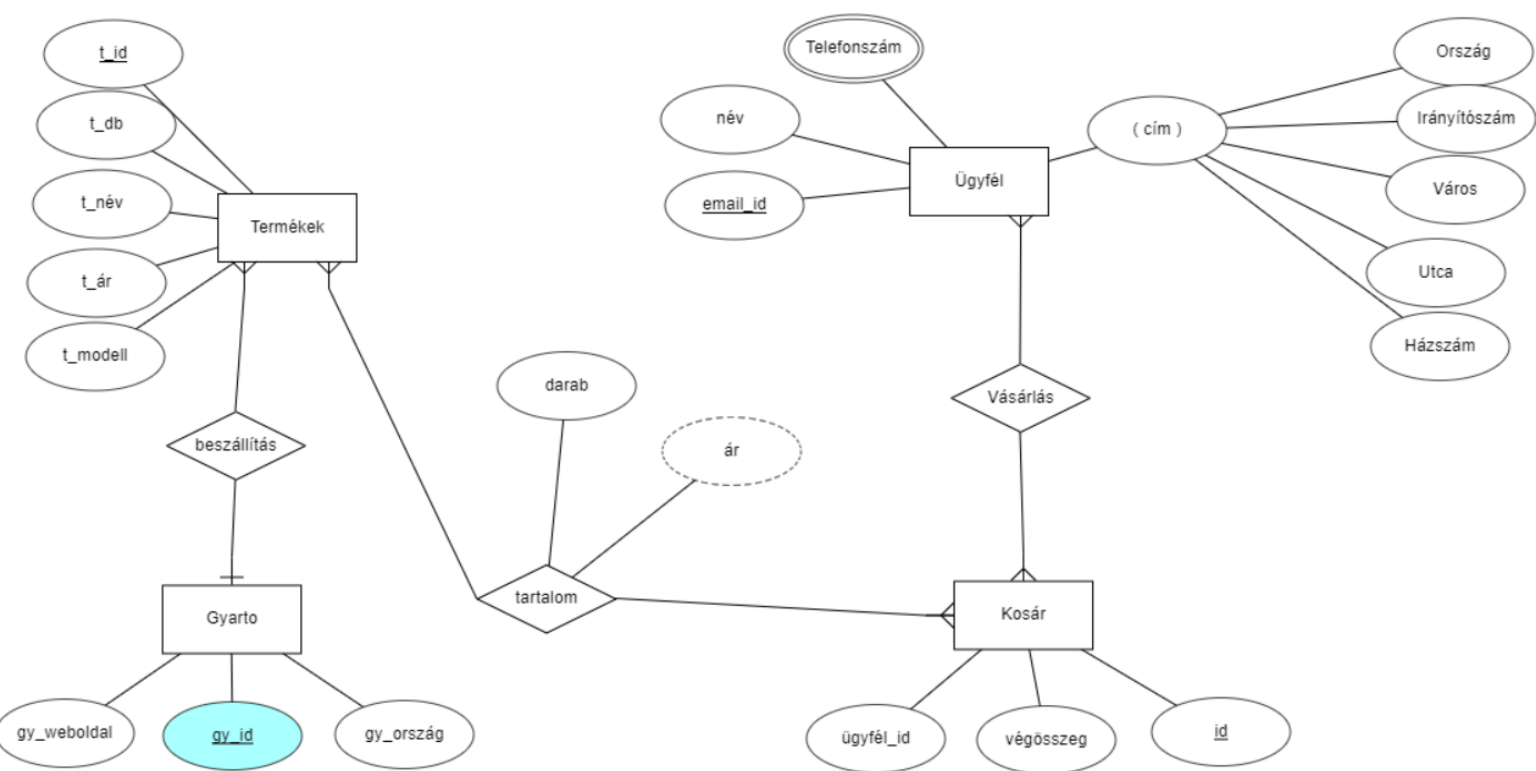 t_id
t_db
t_név
t_ár
t_modell
Termékek
beszállítás
Gyarto
gy_weboldal
gy_id
gy_ország
darab
ár
tartalom
Telefonszám
név
email_id
Ügyfél
( cím )
Ország
Irányítószám
Város
Utca
Házszám
Vásárlás
Kosár
ügyfél_id
végösszeg
id